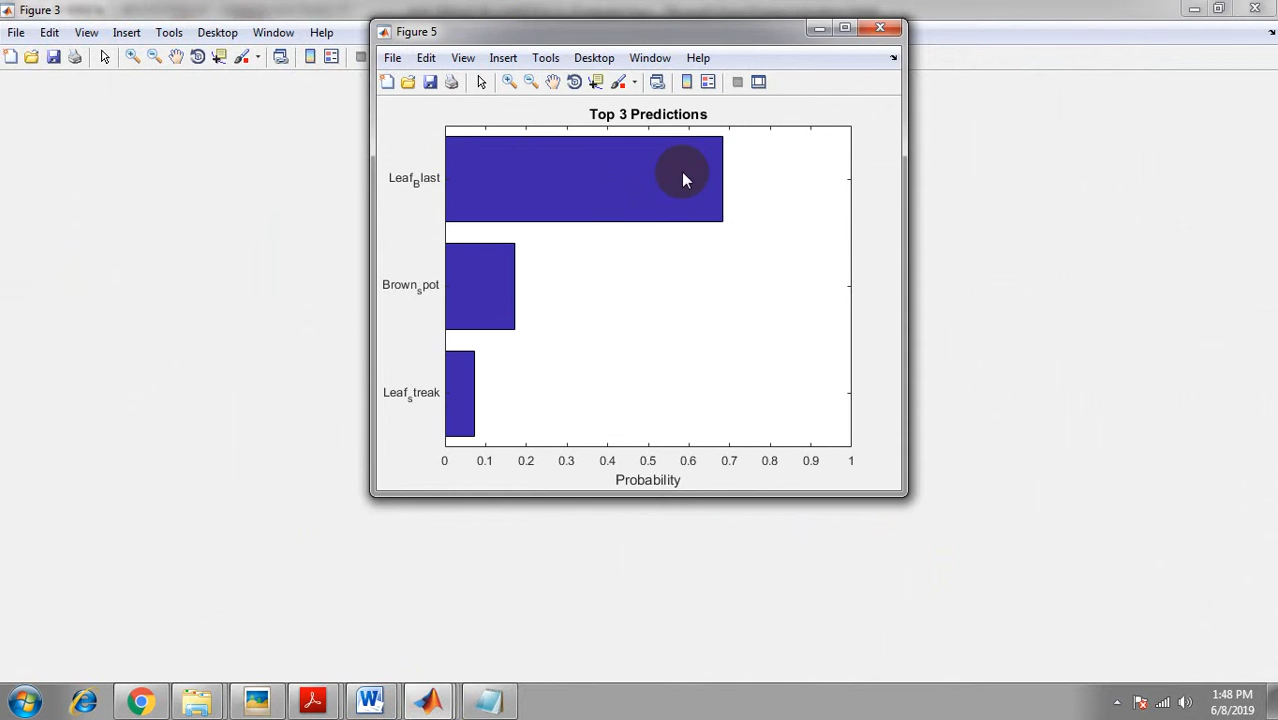 Figure 3
File Edit View Insert Tools Desktop Window Help
Figure 5
File Edit View Insert Tools Desktop Window Help
Top 3 Predictions
Leaf_Blast
Brown_spot
Leaf_streak
0 0.1 0.2 0.3 0.4 0.5 0.6 0.7 0.8 0.9 1
Probability
1:48 PM
6/8/2019